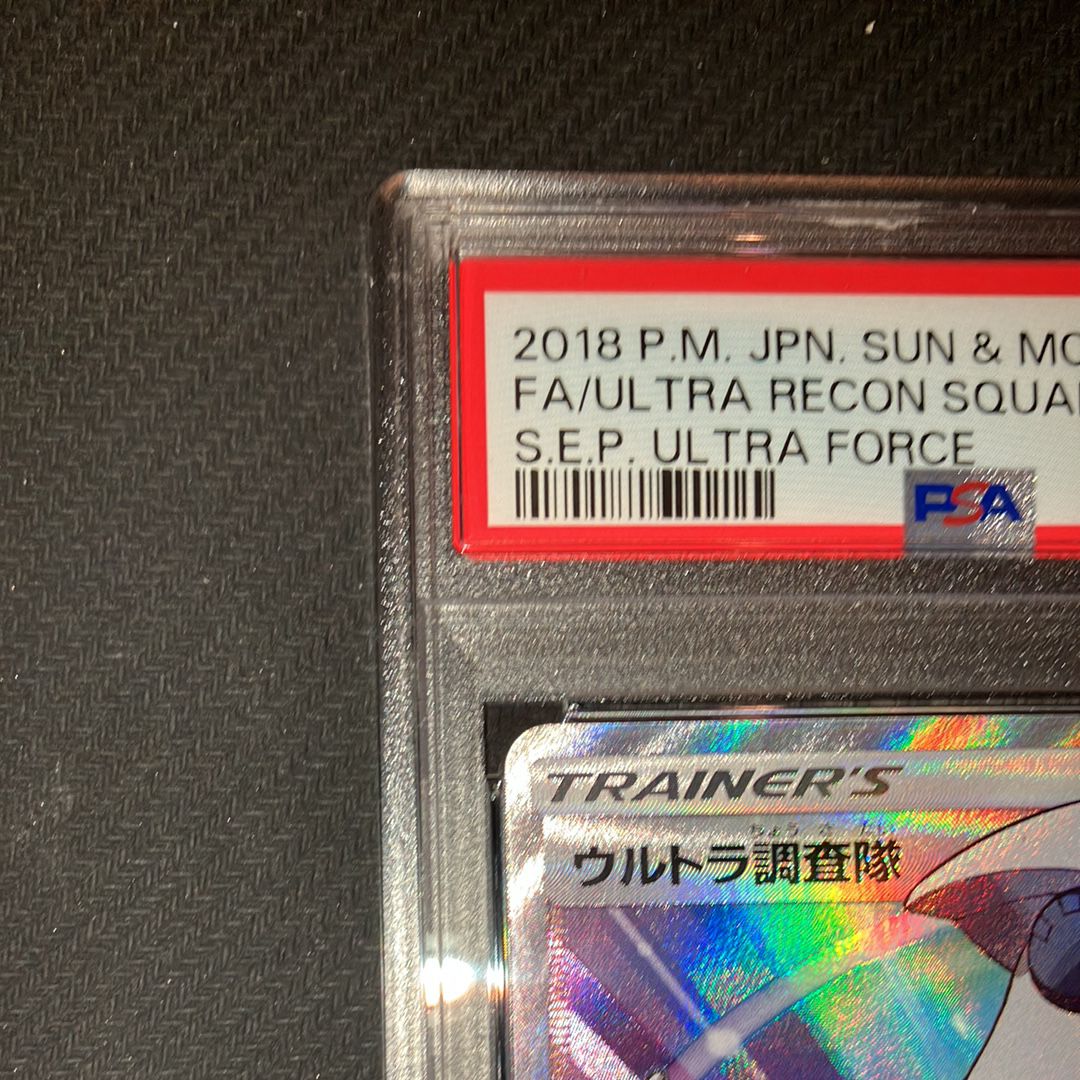 2018 P.M. JPN. SUN & MO
FA/ULTRA RECON SQUA
S.E.P. ULTRA FORCE
PSA
TRAINER'S
ウルトラ調査隊